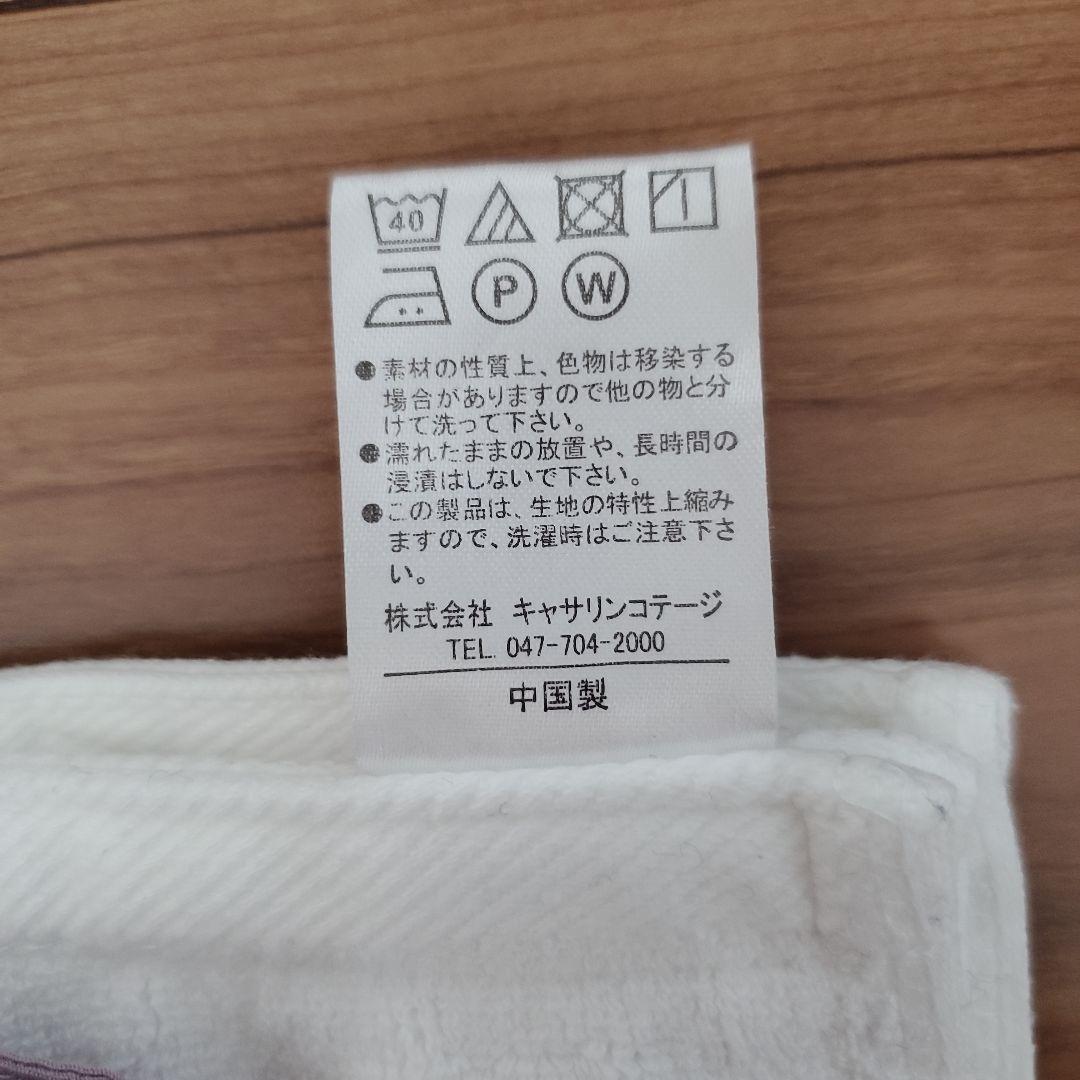 40
P W
●素材の性質上、色物は移染する
場合がありますので他の物と分
けて洗って下さい。
●濡れたままの放置や、長時間の
浸漬はしないで下さい。
●この製品は、生地の特性上縮み
ますので、洗濯時はご注意下さ
い。
株式会社 キャサリンコテージ
TEL 047-704-2000
中国製